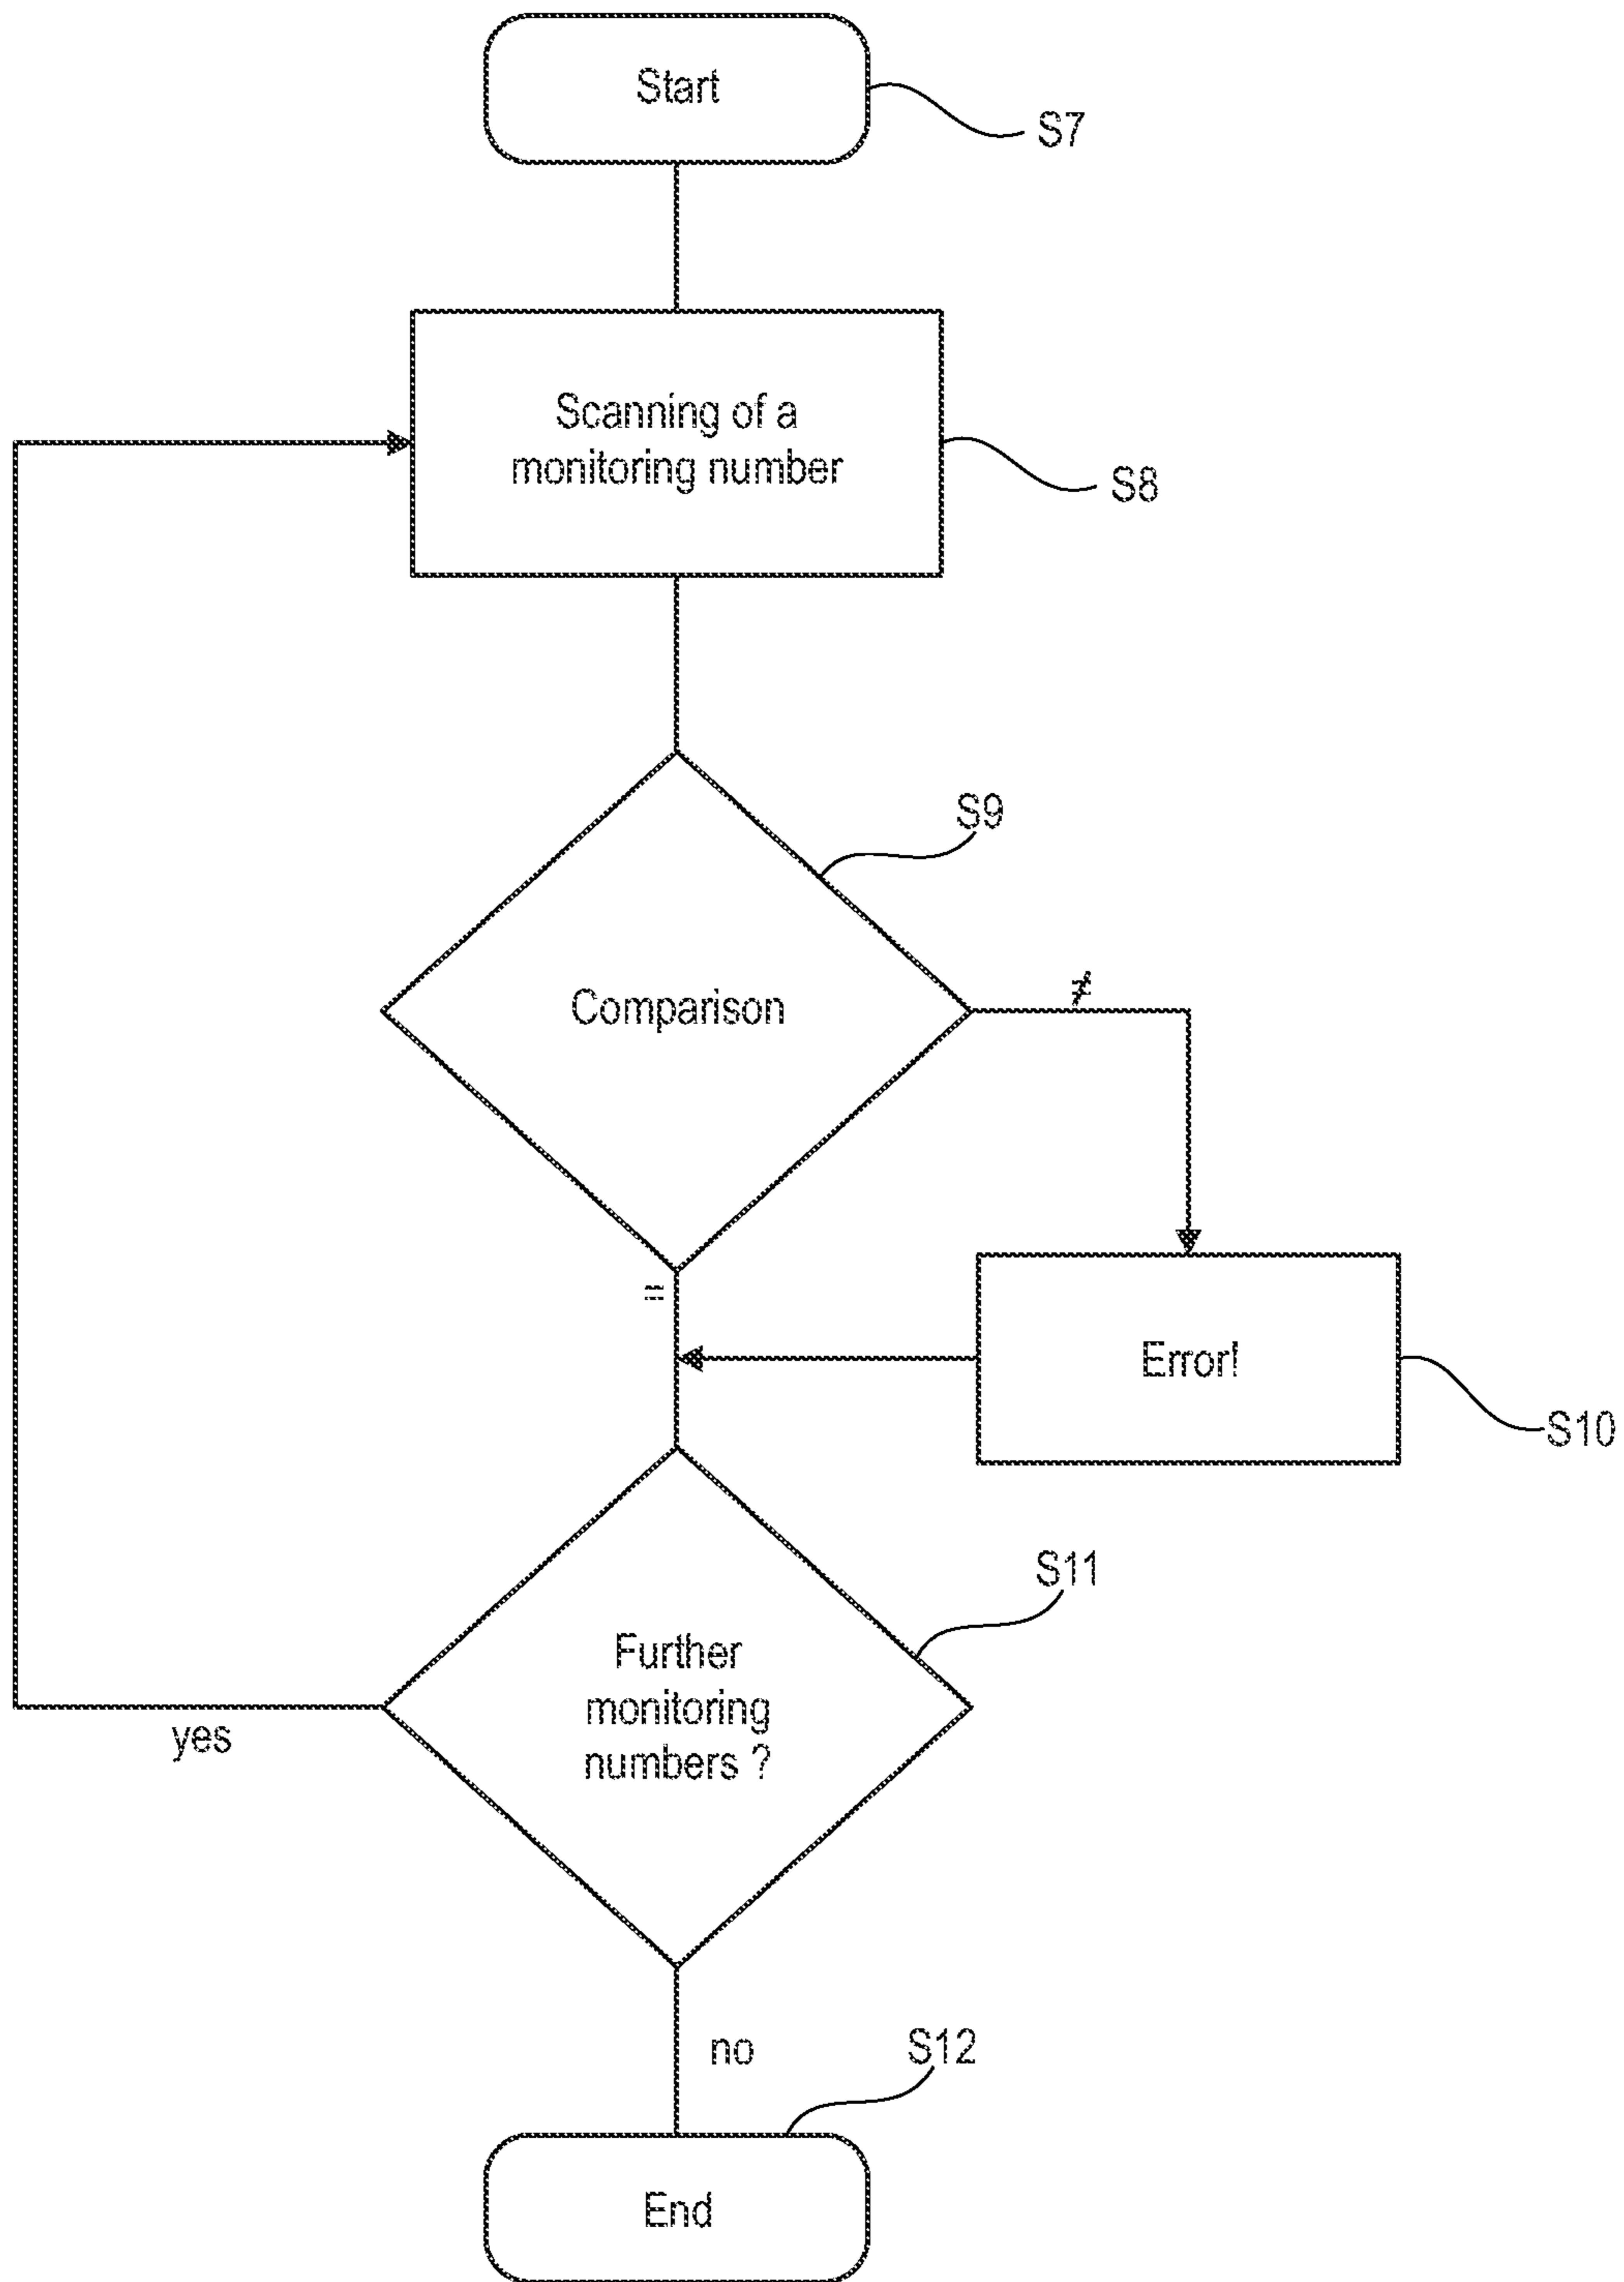 Start
S7
Scanning of a
monitoring number
S8
S9
Comparison
≠
=
Error!
S10
S11
Further
monitoring
numbers ?
yes
no
S12
End